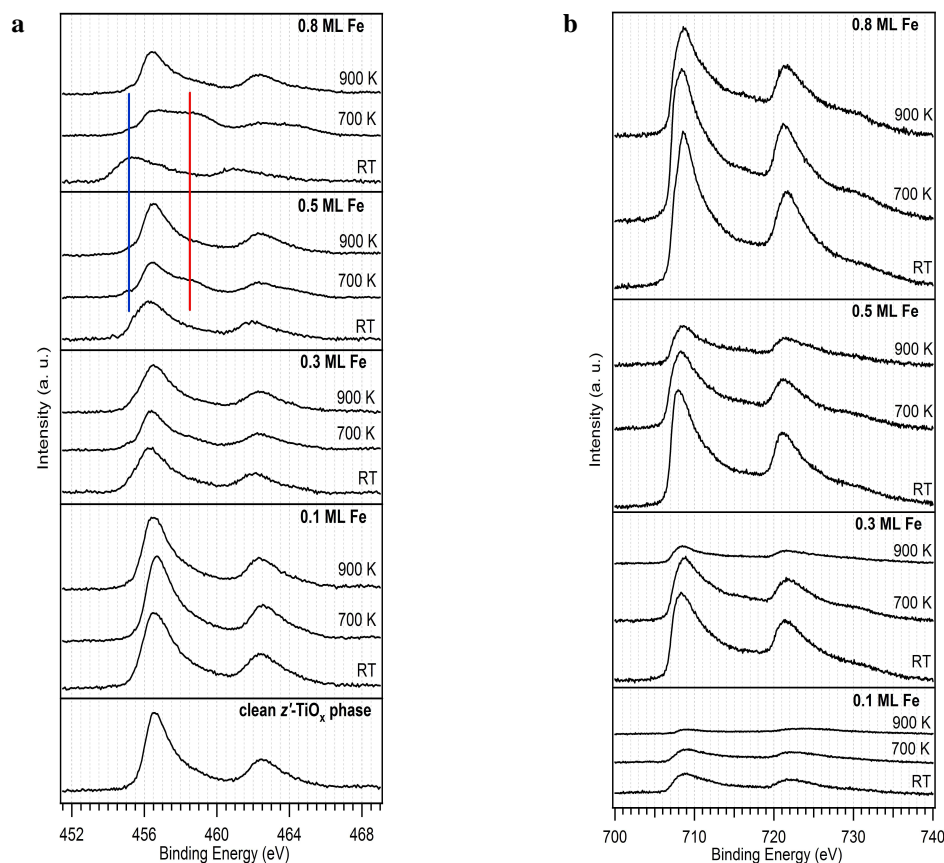 a
0.8 ML Fe
900 K
700 K
RT
0.5 ML Fe
900 K
700 K
RT
0.3 ML Fe
900 K
700 K
RT
0.1 ML Fe
900 K
700 K
RT
clean z'-TiOx phase
Intensity (a. u.)
452 456 460 464 468
Binding Energy (eV)
b
0.8 ML Fe
900 K
700 K
RT
0.5 ML Fe
900 K
700 K
RT
0.3 ML Fe
900 K
700 K
RT
0.1 ML Fe
900 K
700 K
RT
Intensity (a. u.)
700 710 720 730 740
Binding Energy (eV)